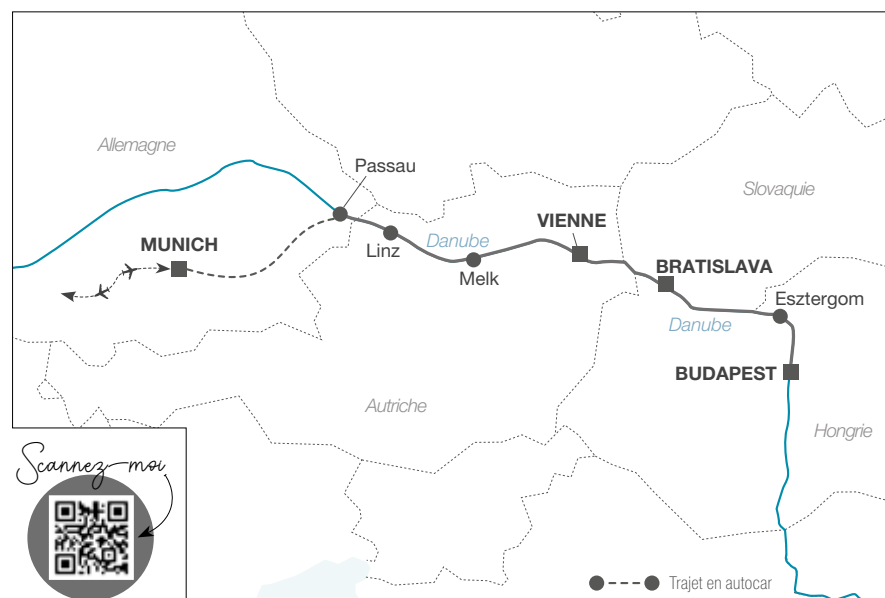 Allemagne
Passau
Slovaquie
MUNICH
Linz
Danube
VIENNE
Melk
BRATISLAVA
Esztergom
Danube
BUDAPEST
Autriche
Hongrie
Scannez-moi
Trajet en autocar